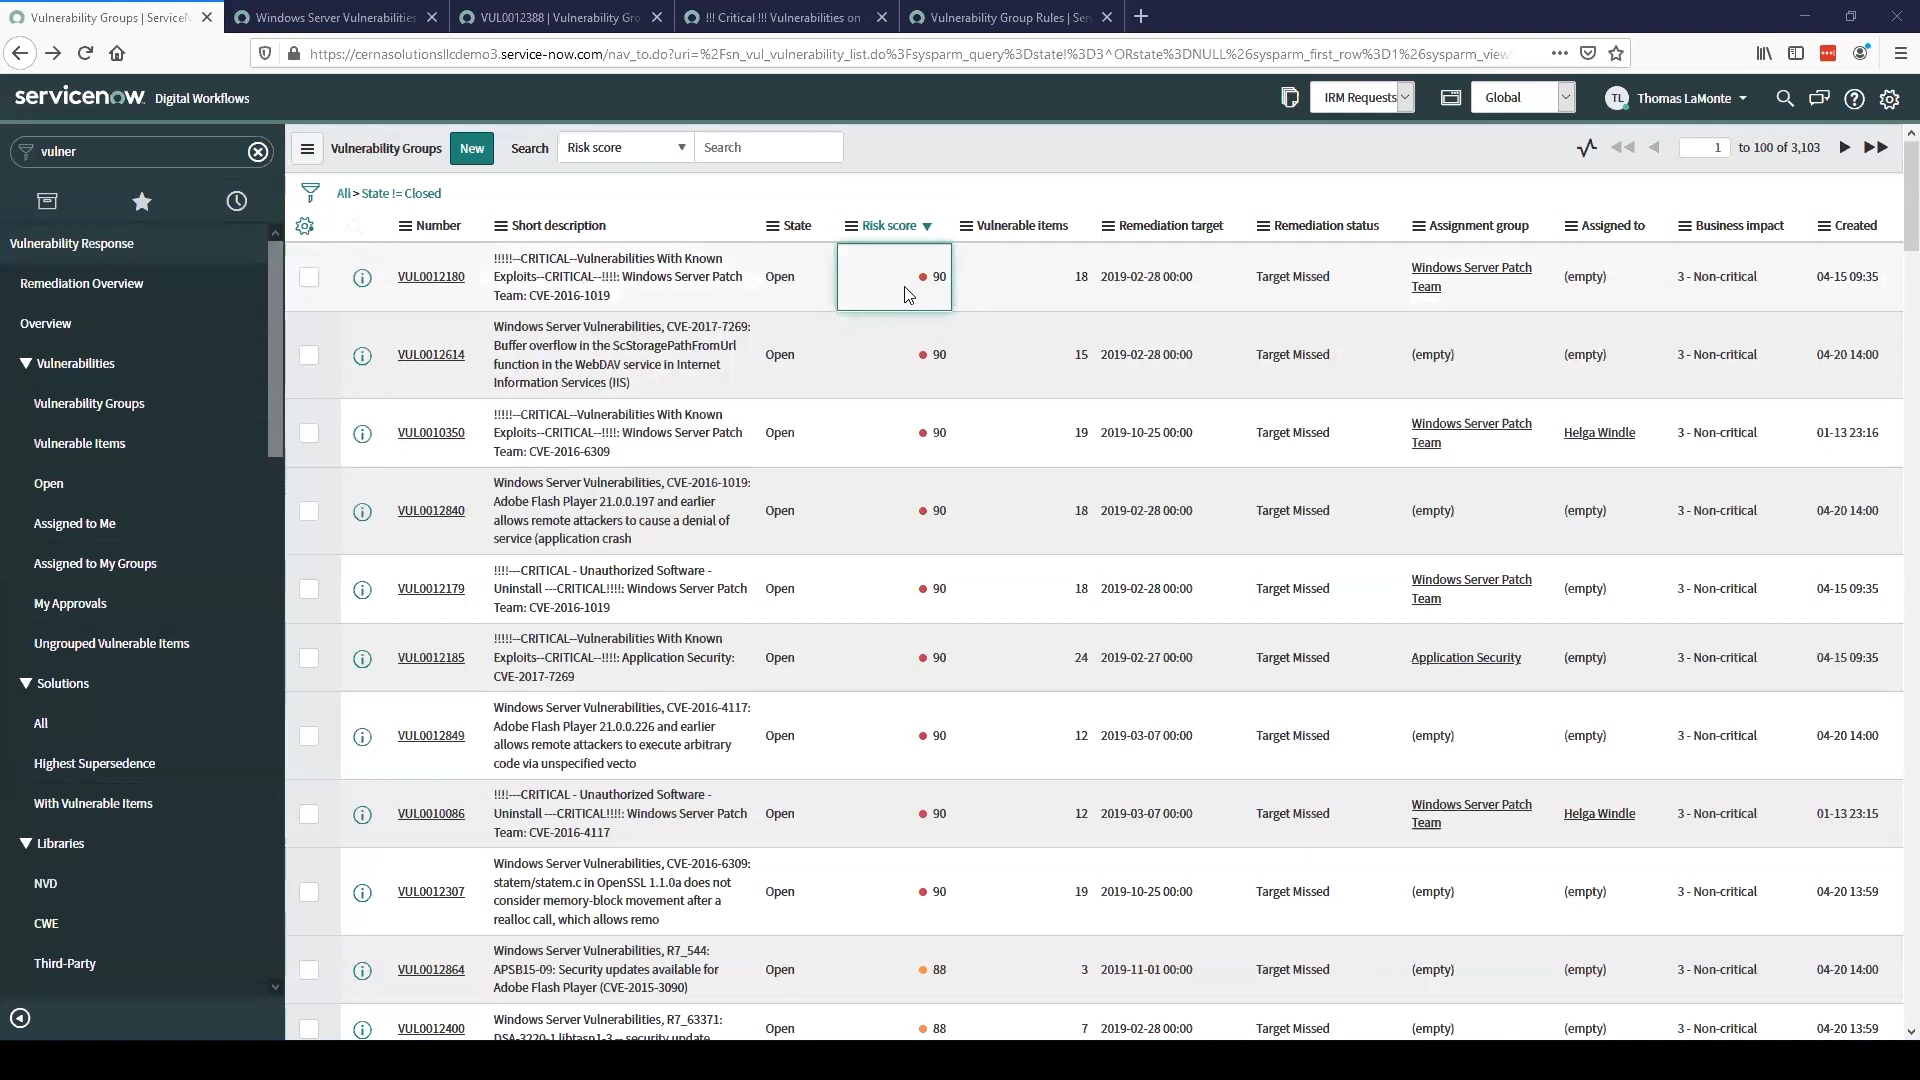 Vulnerability Groups | ServiceN
Windows Server Vulnerabilities
VUL0012388 | Vulnerability Gro
!!! Critical !!! Vulnerabilities on
Vulnerability Group Rules | Ser
https://cernasolutionsllcdemo3.service-now.com/nav_to.do?uri=%2Fsn_vul_vulnerability_list.do%3Fsysparm_query%3Dstate!%3D3^ORstate%3DNULL%26sysparm_first_row%3D1%26sysparm_view
servicenow Digital Workflows
IRM Requests
Global
TL Thomas LaMonte
vulner
Vulnerability Response
Remediation Overview
Overview
Vulnerabilities
Vulnerability Groups
Vulnerable Items
Open
Assigned to Me
Assigned to My Groups
My Approvals
Ungrouped Vulnerable Items
Solutions
All
Highest Supersedence
With Vulnerable Items
Libraries
NVD
CWE
Third-Party
Vulnerability Groups New Search Risk score Search 1 to 100 of 3,103
All > State != Closed
Number Short description State Risk score Vulnerable items Remediation target Remediation status Assignment group Assigned to Business impact Created
VUL0012180
!!!!!--CRITICAL--Vulnerabilities With Known
Exploits--CRITICAL--!!!!: Windows Server Patch
Team: CVE-2016-1019
Open 90 18 2019-02-28 00:00 Target Missed
Windows Server Patch
Team
(empty) 3 - Non-critical 04-15 09:35
VUL0012614
Windows Server Vulnerabilities, CVE-2017-7269:
Buffer overflow in the ScStoragePathFromUrl
function in the WebDAV service in Internet
Information Services (IIS)
Open 90 15 2019-02-28 00:00 Target Missed (empty) (empty) 3 - Non-critical 04-20 14:00
VUL0010350
!!!!!--CRITICAL--Vulnerabilities With Known
Exploits--CRITICAL--!!!!: Windows Server Patch
Team: CVE-2016-6309
Open 90 19 2019-10-25 00:00 Target Missed
Windows Server Patch
Team
Helga Windle 3 - Non-critical 01-13 23:16
VUL0012840
Windows Server Vulnerabilities, CVE-2016-1019:
Adobe Flash Player 21.0.0.197 and earlier
allows remote attackers to cause a denial of
service (application crash
Open 90 18 2019-02-28 00:00 Target Missed (empty) (empty) 3 - Non-critical 04-20 14:00
VUL0012179
!!!!---CRITICAL - Unauthorized Software -
Uninstall ---CRITICAL!!!!: Windows Server Patch
Team: CVE-2016-1019
Open 90 18 2019-02-28 00:00 Target Missed
Windows Server Patch
Team
(empty) 3 - Non-critical 04-15 09:35
VUL0012185
!!!!!--CRITICAL--Vulnerabilities With Known
Exploits--CRITICAL--!!!!: Application Security:
CVE-2017-7269
Open 90 24 2019-02-27 00:00 Target Missed Application Security (empty) 3 - Non-critical 04-15 09:35
VUL0012849
Windows Server Vulnerabilities, CVE-2016-4117:
Adobe Flash Player 21.0.0.226 and earlier
allows remote attackers to execute arbitrary
code via unspecified vecto
Open 90 12 2019-03-07 00:00 Target Missed (empty) (empty) 3 - Non-critical 04-20 14:00
VUL0010086
!!!!---CRITICAL - Unauthorized Software -
Uninstall ---CRITICAL!!!!: Windows Server Patch
Team: CVE-2016-4117
Open 90 12 2019-03-07 00:00 Target Missed
Windows Server Patch
Team
Helga Windle 3 - Non-critical 01-13 23:15
VUL0012307
Windows Server Vulnerabilities, CVE-2016-6309:
statem/statem.c in OpenSSL 1.1.0a does not
consider memory-block movement after a
realloc call, which allows remo
Open 90 19 2019-10-25 00:00 Target Missed (empty) (empty) 3 - Non-critical 04-20 13:59
VUL0012864
Windows Server Vulnerabilities, R7_544:
APSB15-09: Security updates available for
Adobe Flash Player (CVE-2015-3090)
Open 88 3 2019-11-01 00:00 Target Missed (empty) (empty) 3 - Non-critical 04-20 14:00
VUL0012400
Windows Server Vulnerabilities, R7_63371:
DSA-3220-1 libtasn1-3 -- security update
Open 88 7 2019-02-28 00:00 Target Missed (empty) (empty) 3 - Non-critical 04-20 13:59